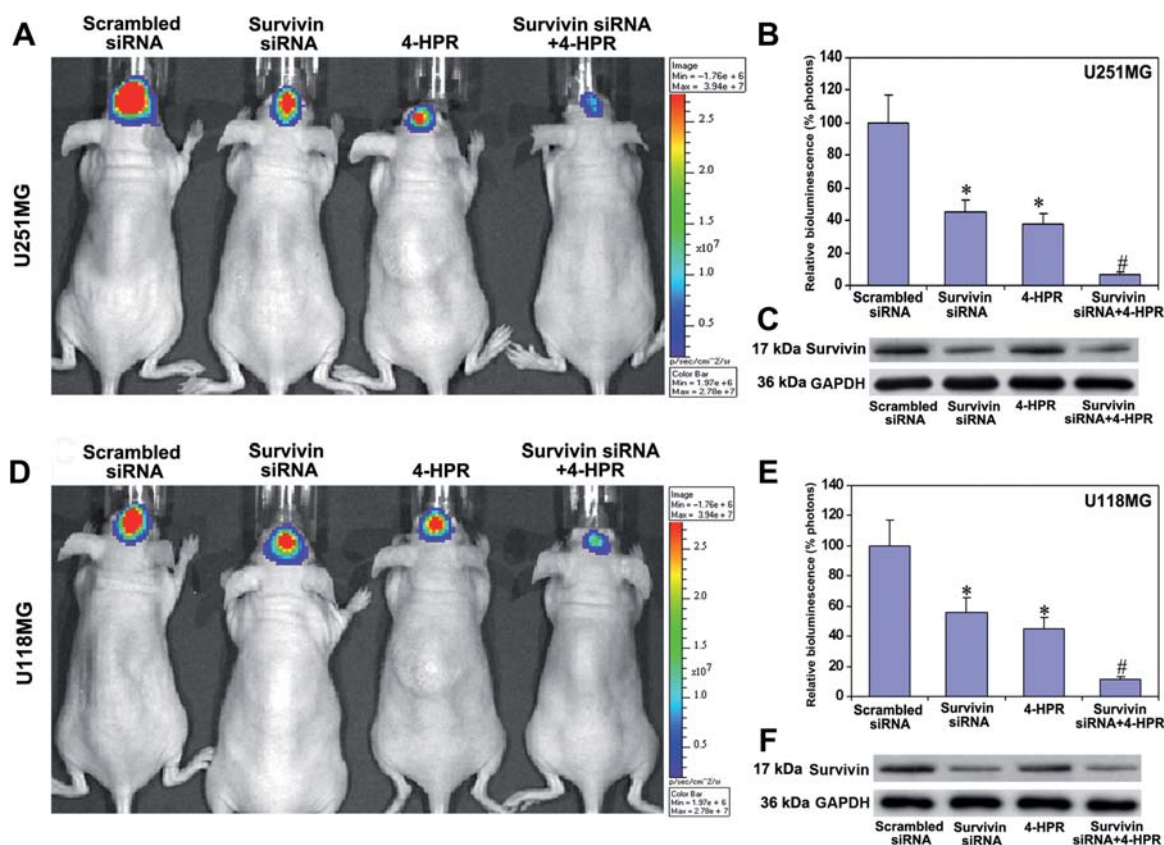 A
Scrambled
siRNA
Survivin
siRNA
4-HPR
Survivin siRNA
+4-HPR
U251MG
Image
Min = -1.76e + 6
Max = 3.94e + 7
2.5
2.0
1.5
x10^7
1.0
0.5
p/sec/cm^2/sr
Color Bar
Min = 1.97e + 6
Max = 2.78e + 7
B
U251MG
Relative bioluminescence (% photons)
140
120
100
80
60
40
20
0
*
*
#
Scrambled
siRNA
Survivin
siRNA
4-HPR
Survivin
siRNA+4-HPR
C
17 kDa Survivin
36 kDa GAPDH
Scrambled
siRNA
Survivin
siRNA
4-HPR
Survivin
siRNA+4-HPR
D
Scrambled
siRNA
Survivin
siRNA
4-HPR
Survivin siRNA
+4-HPR
U118MG
Image
Min = -1.76e + 6
Max = 3.94e + 7
2.5
2.0
1.5
x10^7
1.0
0.5
p/sec/cm^2/sr
Color Bar
Min = 1.97e + 6
Max = 2.78e + 7
E
U118MG
Relative bioluminescence (% photons)
140
120
100
80
60
40
20
0
*
*
#
Scrambled
siRNA
Survivin
siRNA
4-HPR
Survivin
siRNA+4-HPR
F
17 kDa Survivin
36 kDa GAPDH
Scrambled
siRNA
Survivin
siRNA
4-HPR
Survivin
siRNA+4-HPR